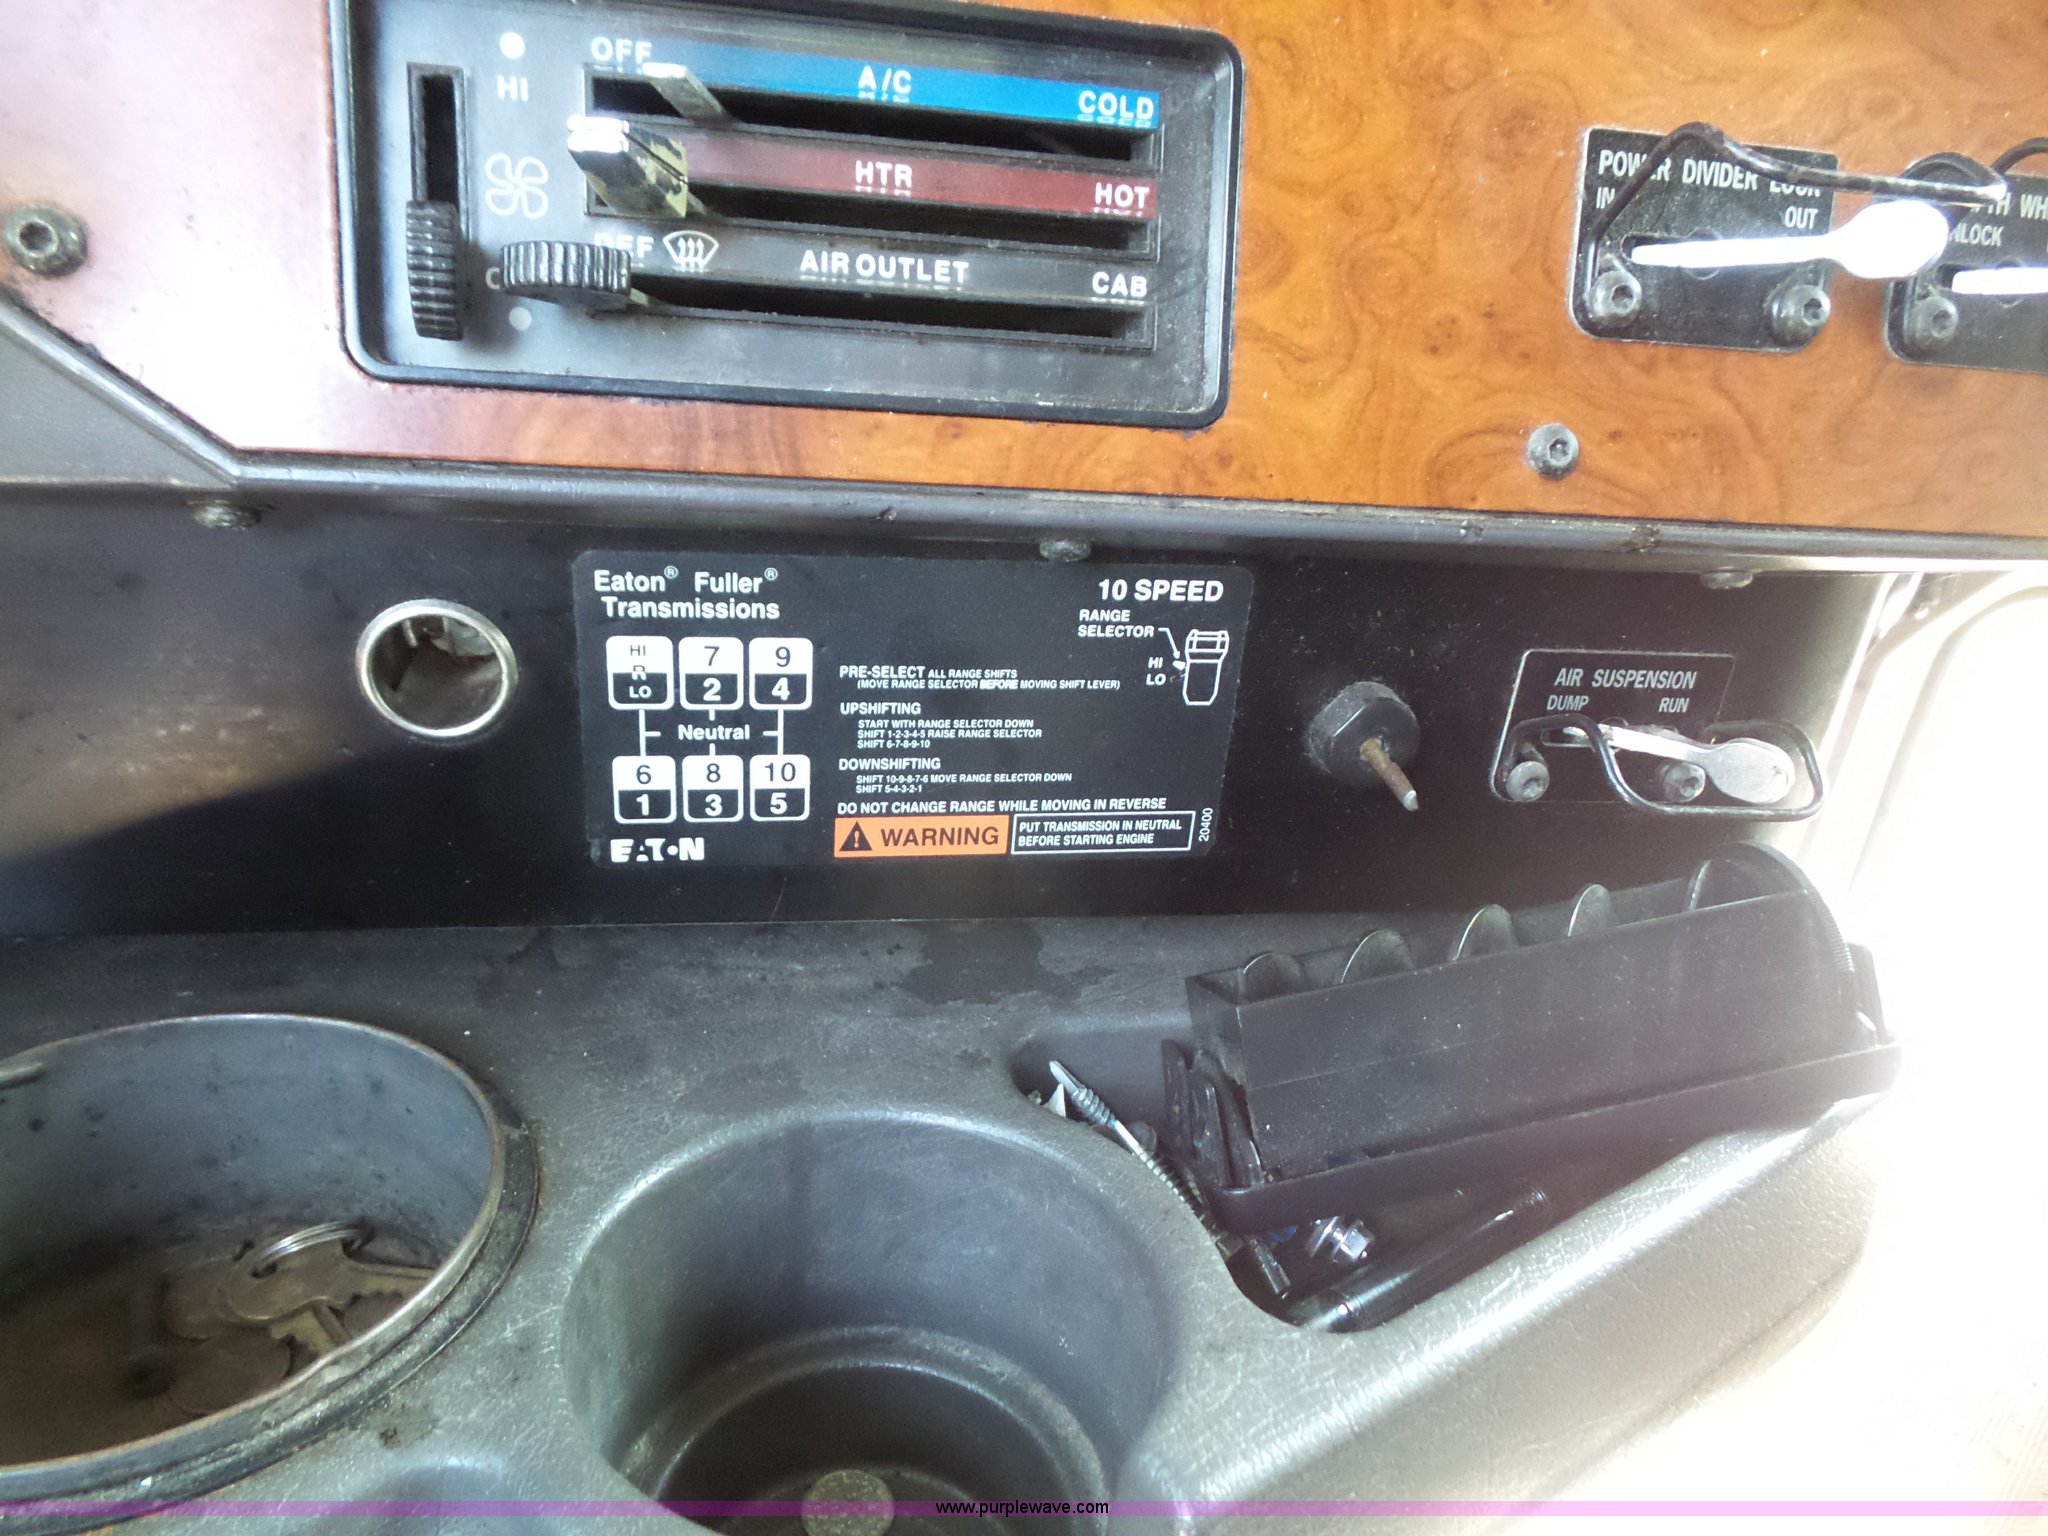 OFF
A/C
COLD
HI
HTR
HOT
DEF
AIR OUTLET
CAB
POWER DIVIDER LOCK
IN
OUT
Eaton® Fuller®
Transmissions
10 SPEED
RANGE
SELECTOR
HI
LO
HI
R
LO
7
2
9
4
Neutral
6
1
8
3
10
5
EATON
PRE-SELECT ALL RANGE SHIFTS
(MOVE RANGE SELECTOR BEFORE MOVING SHIFT LEVER)
UPSHIFTING
START WITH RANGE SELECTOR DOWN
SHIFT 1-2-3-4-5 RAISE RANGE SELECTOR
SHIFT 6-7-8-9-10
DOWNSHIFTING
SHIFT 10-9-8-7-6 MOVE RANGE SELECTOR DOWN
SHIFT 5-4-3-2-1
DO NOT CHANGE RANGE WHILE MOVING IN REVERSE
WARNING
PUT TRANSMISSION IN NEUTRAL
BEFORE STARTING ENGINE
20400
AIR SUSPENSION
DUMP
RUN
www.purplewave.com